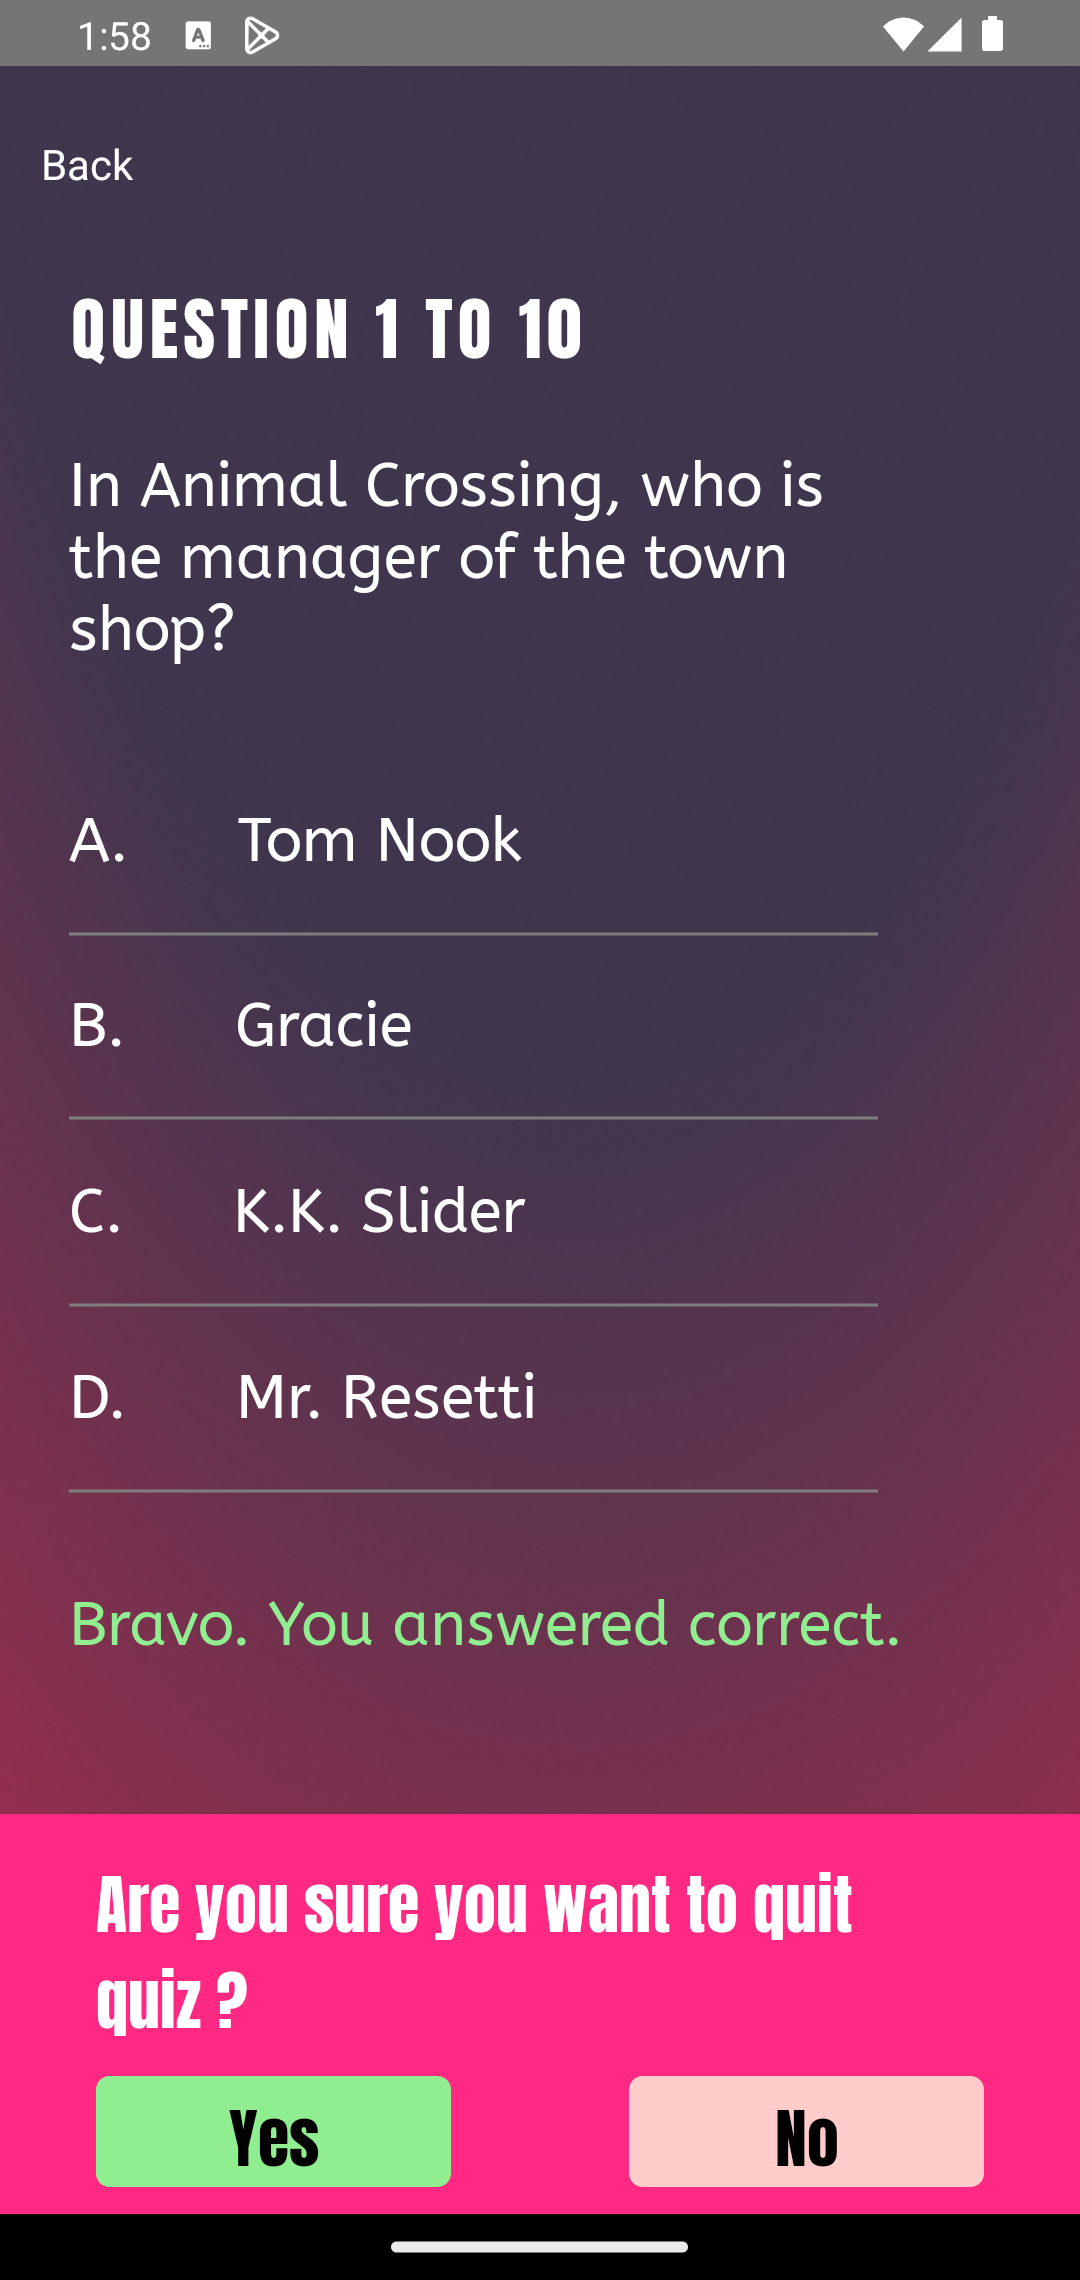 1:58
Back
QUESTION 1 TO 10
In Animal Crossing, who is
the manager of the town
shop?
A. Tom Nook
B. Gracie
C. K.K. Slider
D. Mr. Resetti
Bravo. You answered correct.
Are you sure you want to quit
quiz ?
Yes No